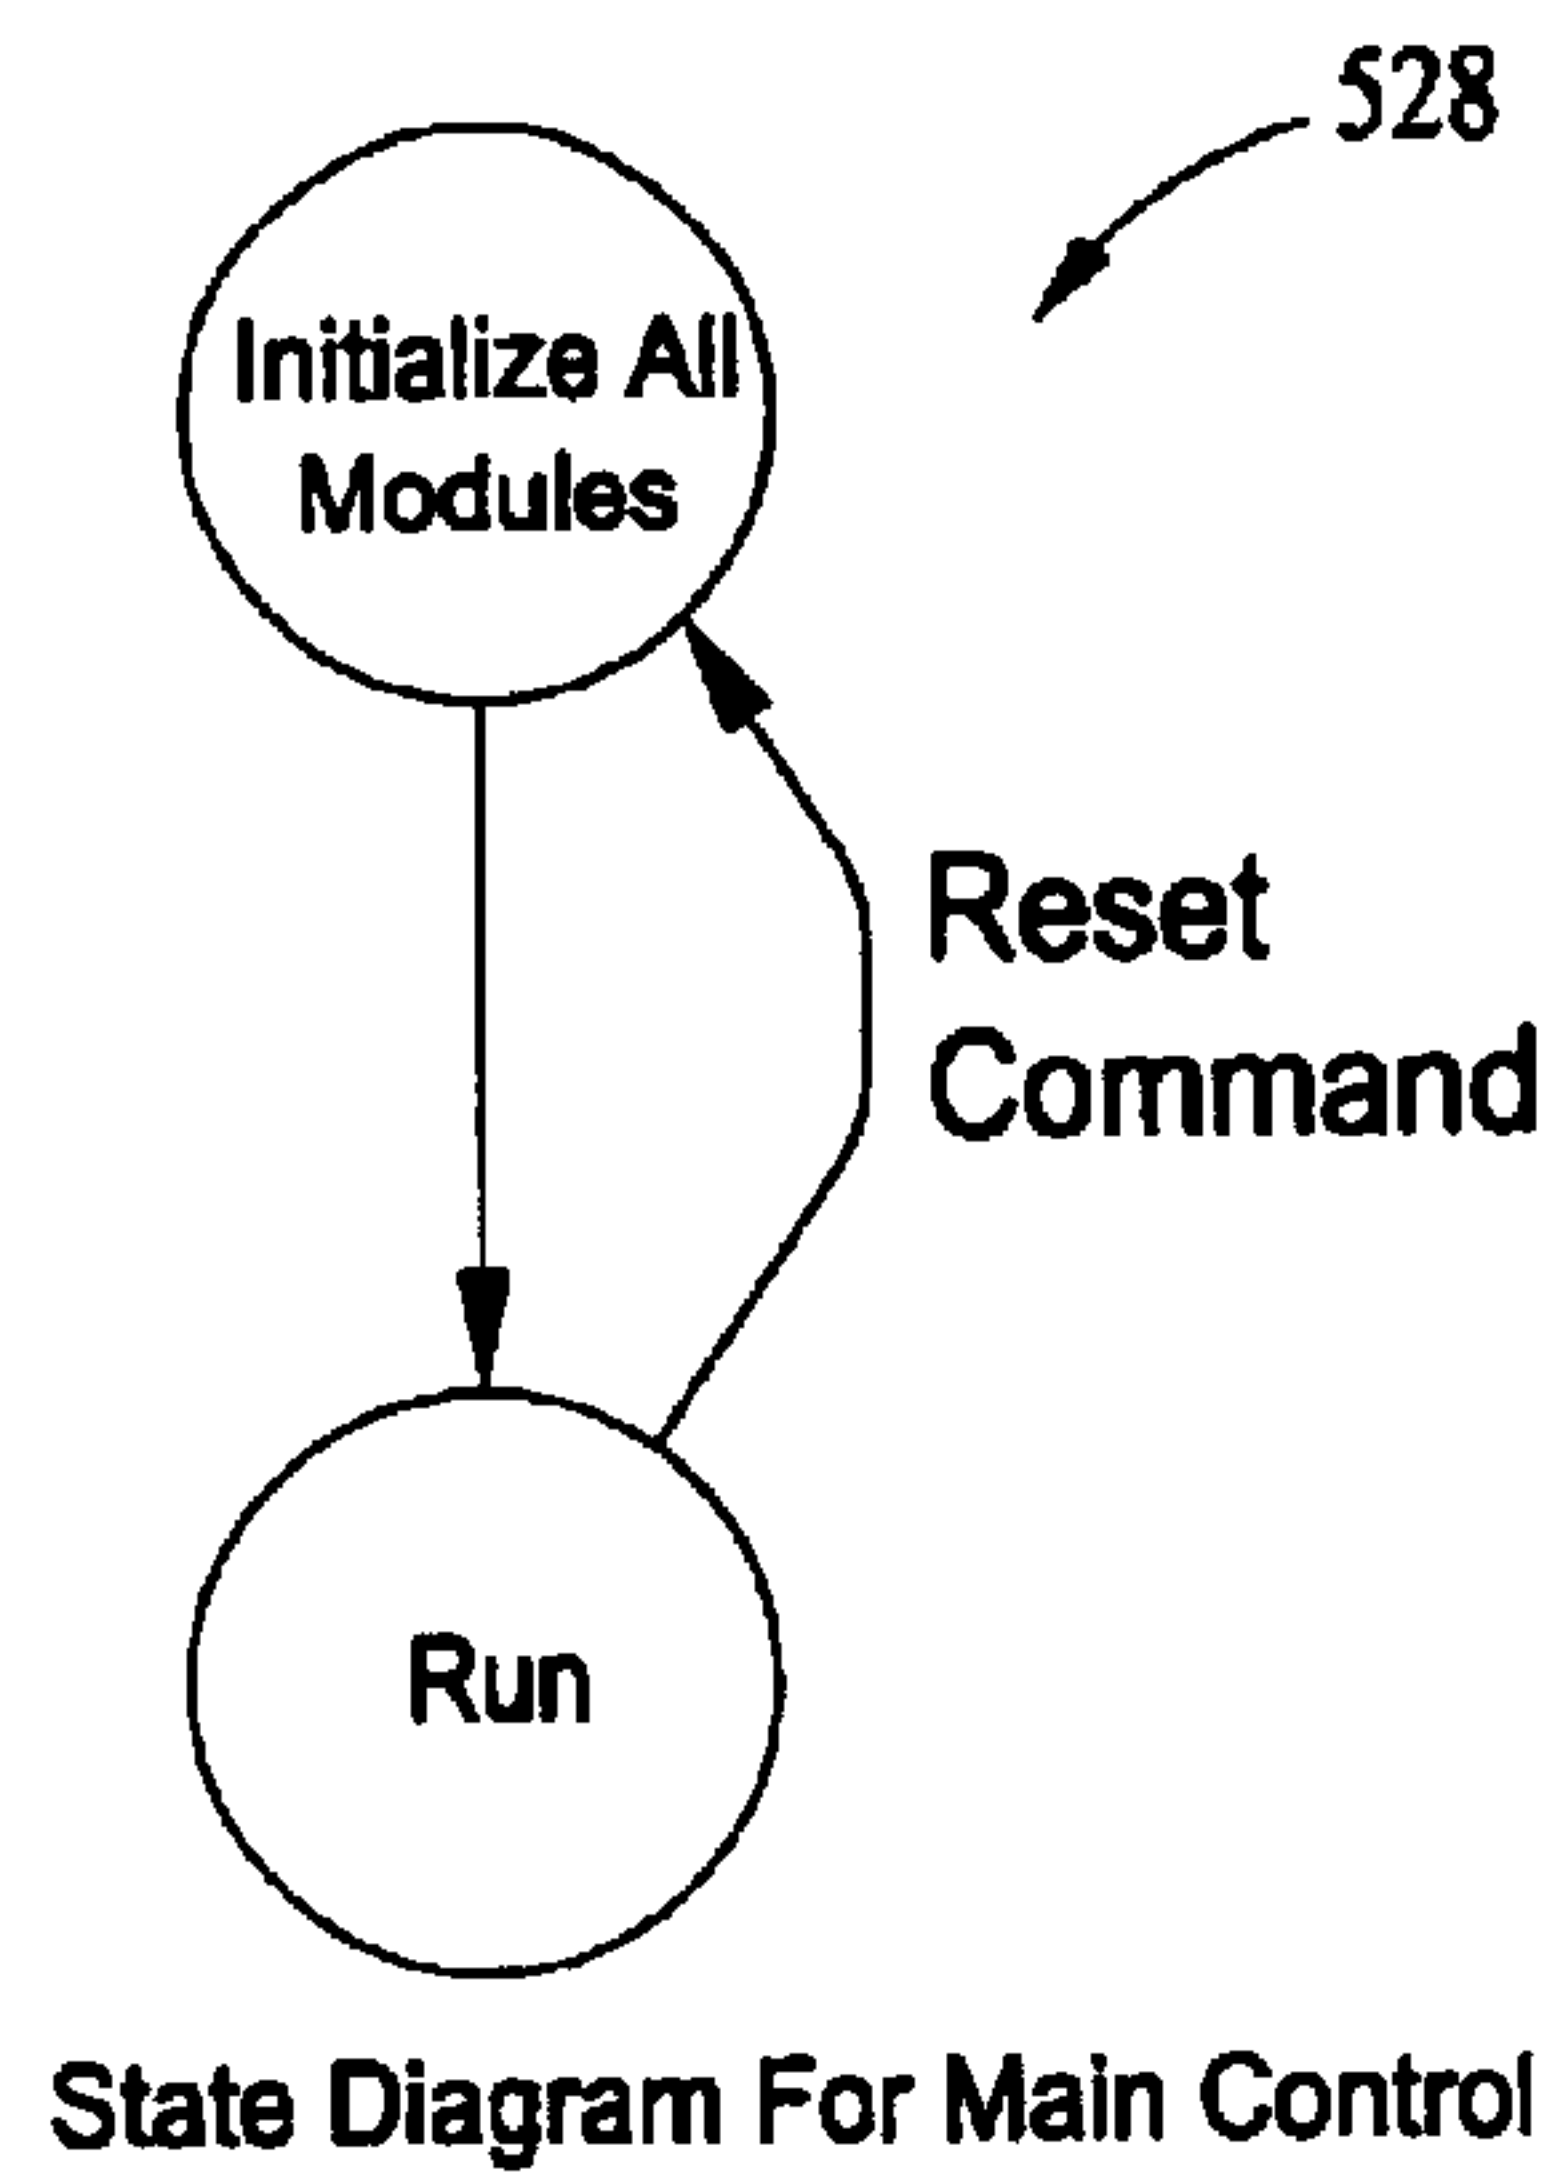 528
Initialize All
Modules
Reset
Command
Run
State Diagram For Main Control